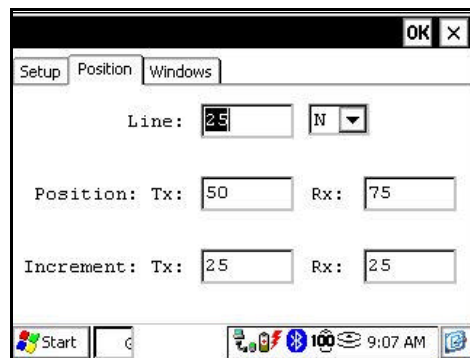 OK ×
Setup Position Windows
Line: 25 N
Position: Tx: 50 Rx: 75
Increment: Tx: 25 Rx: 25
Start 100 9:07 AM